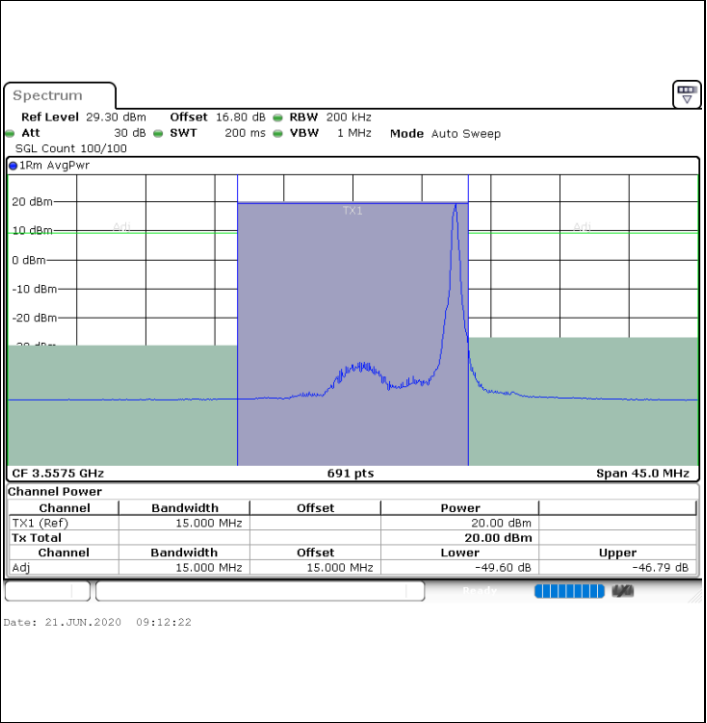 Spectrum
Ref Level 29.30 dBm Offset 16.80 dB RBW 200 kHz
Att 30 dB SWT 200 ms VBW 1 MHz Mode Auto Sweep
SGL Count 100/100
1Rm AvgPwr
20 dBm
TX1
Adj 10 dBm Adj
0 dBm
-10 dBm
-20 dBm
-30 dBm
CF 3.5575 GHz 691 pts Span 45.0 MHz
Channel Power
Channel Bandwidth Offset Power
TX1 (Ref) 15.000 MHz 20.00 dBm
Tx Total 20.00 dBm
Channel Bandwidth Offset Lower Upper
Adj 15.000 MHz 15.000 MHz -49.60 dB -46.79 dB
Ready
Date: 21.JUN.2020 09:12:22